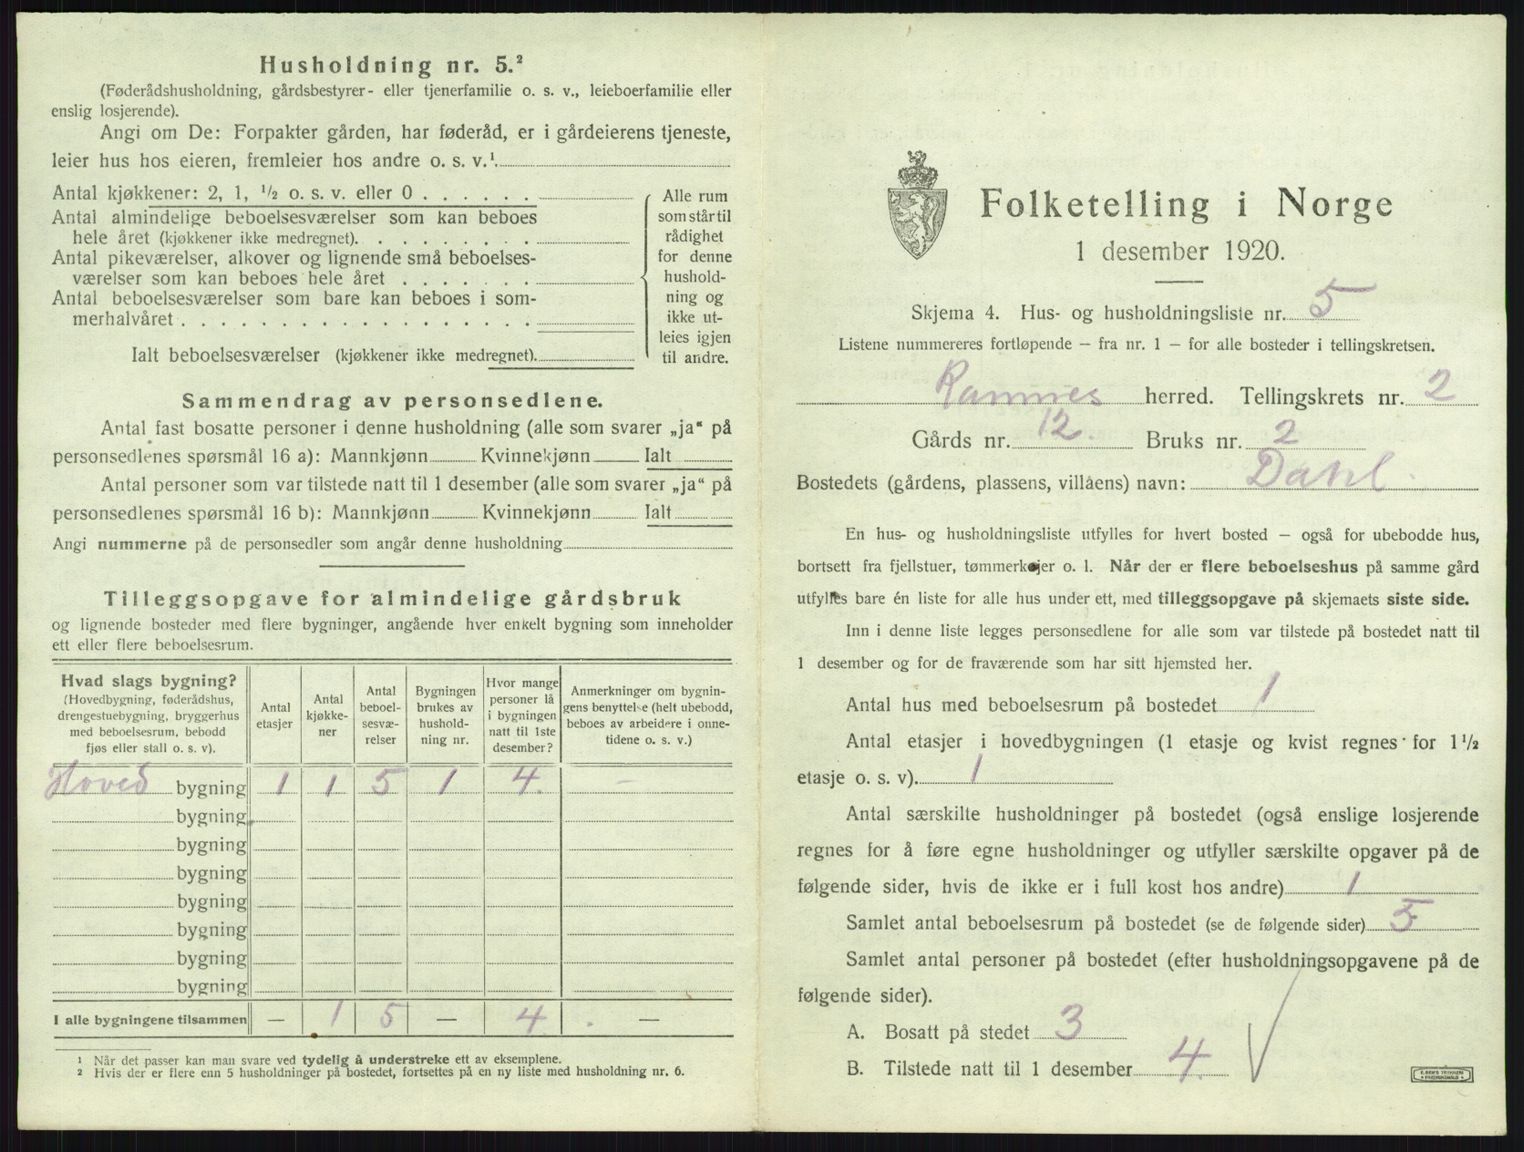 Husholdning nr. 5.²
(Føderådshusholdning, gårdsbestyrer- eller tjenerfamilie o. s. v., leieboerfamilie eller
enslig losjerende).
Angi om De: Forpakter gården, har føderåd, er i gårdeierens tjeneste,
leier hus hos eieren, fremleier hos andre o. s. v.¹
Antal kjøkkener: 2, 1, ½ o. s. v. eller 0
Antal almindelige beboelsesværelser som kan beboes
hele året (kjøkkener ikke medregnet).
Antal pikeværelser, alkover og lignende små beboelses-
værelser som kan beboes hele året
Antal beboelsesværelser som bare kan beboes i som-
merhalvåret
Ialt beboelsesværelser (kjøkkener ikke medregnet).
Alle rum
som står til
rådighet
for denne
hushold-
ning og
ikke ut-
leies igjen
til andre.
Sammendrag av personsedlene.
Antal fast bosatte personer i denne husholdning (alle som svarer „ja“ på
personsedlenes spørsmål 16 a): Mannkjønn Kvinnekjønn Ialt
Antal personer som var tilstede natt til 1 desember (alle som svarer „ja“ på
personsedlenes spørsmål 16 b): Mannkjønn Kvinnekjønn Ialt
Angi nummerne på de personsedler som angår denne husholdning
Tilleggsopgave for almindelige gårdsbruk
og lignende bosteder med flere bygninger, angående hver enkelt bygning som inneholder
ett eller flere beboelsesrum.
Hvad slags bygning?
(Hovedbygning, føderådshus,
drengestuebygning, bryggerhus
med beboelsesrum, bebodd
fjøs eller stall o. s. v).
Antal
etasjer
Antal
kjøkke-
ner
Antal
beboel-
sesvæ-
relser
Bygningen
brukes av
hushold-
ning nr.
Hvor mange
personer lå
i bygningen
natt til 1ste
desember?
Anmerkninger om bygnin-
gens benyttelse (helt ubebodd,
beboes av arbeidere i onne-
tidene o. s. v.)
Hoved bygning 1 1 5 1 4. –
bygning
bygning
bygning
bygning
bygning
bygning
bygning
I alle bygningene tilsammen — 1 5 — 4. —
¹ Når det passer kan man svare ved tydelig å understreke ett av eksemplene.
² Hvis der er flere enn 5 husholdninger på bostedet, fortsettes på en ny liste med husholdning nr. 6.
Folketelling i Norge
1 desember 1920.
Skjema 4. Hus- og husholdningsliste nr. 5
Listene nummereres fortløpende – fra nr. 1 – for alle bosteder i tellingskretsen.
Ramnes herred. Tellingskrets nr. 2
Gårds nr. 12. Bruks nr. 2
Bostedets (gårdens, plassens, villaens) navn: Dahl.
En hus- og husholdningsliste utfylles for hvert bosted – også for ubebodde hus,
bortsett fra fjellstuer, tømmerkojer o. l. Når der er flere beboelseshus på samme gård
utfylles bare én liste for alle hus under ett, med tilleggsopgave på skjemaets siste side.
Inn i denne liste legges personsedlene for alle som var tilstede på bostedet natt til
1 desember og for de fraværende som har sitt hjemsted her.
Antal hus med beboelsesrum på bostedet 1
Antal etasjer i hovedbygningen (1 etasje og kvist regnes for 1½
etasje o. s. v). 1
Antal særskilte husholdninger på bostedet (også enslige losjerende
regnes for å føre egne husholdninger og utfyller særskilte opgaver på de
følgende sider, hvis de ikke er i full kost hos andre) 1
Samlet antal beboelsesrum på bostedet (se de følgende sider) 5
Samlet antal personer på bostedet (efter husholdningsopgavene på de
følgende sider).
A. Bosatt på stedet 3
B. Tilstede natt til 1 desember 4.